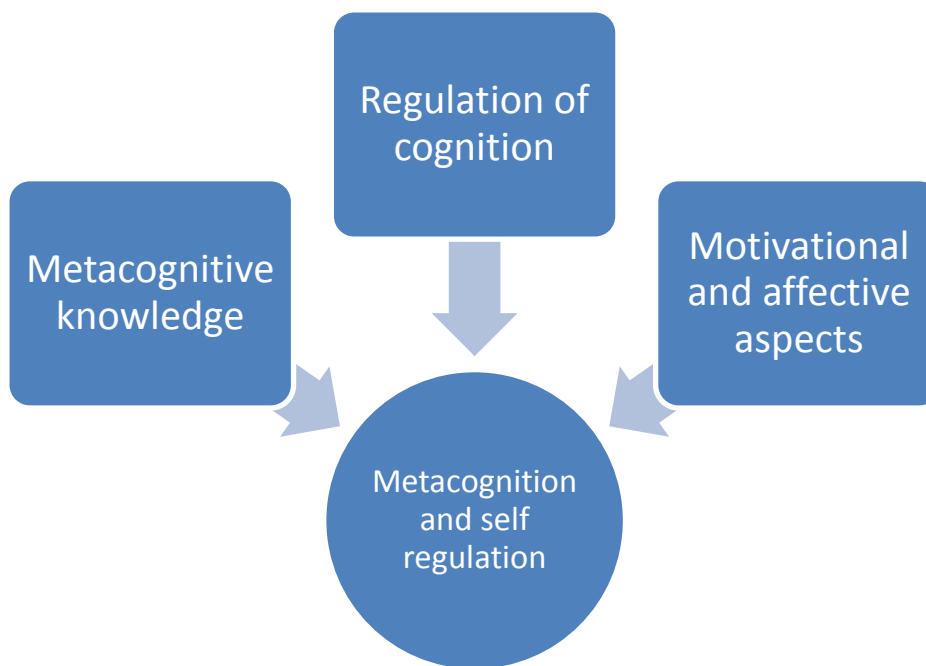 Regulation of
cognition
Metacognitive
knowledge
Motivational
and affective
aspects
Metacognition
and self
regulation